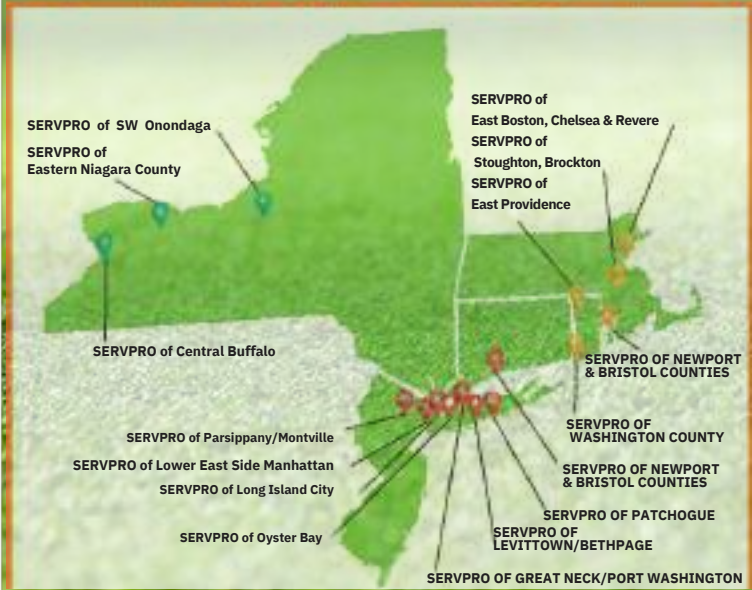 SERVPRO of SW Onondaga
SERVPRO of
Eastern Niagara County
SERVPRO of
East Boston, Chelsea & Revere
SERVPRO of
Stoughton, Brockton
SERVPRO of
East Providence
SERVPRO of Central Buffalo
SERVPRO OF NEWPORT
& BRISTOL COUNTIES
SERVPRO of Parsippany/Montville
SERVPRO OF
WASHINGTON COUNTY
SERVPRO of Lower East Side Manhattan
SERVPRO OF NEWPORT
& BRISTOL COUNTIES
SERVPRO of Long Island City
SERVPRO OF PATCHOGUE
SERVPRO of Oyster Bay
SERVPRO OF
LEVITTOWN/BETHPAGE
SERVPRO OF GREAT NECK/PORT WASHINGTON